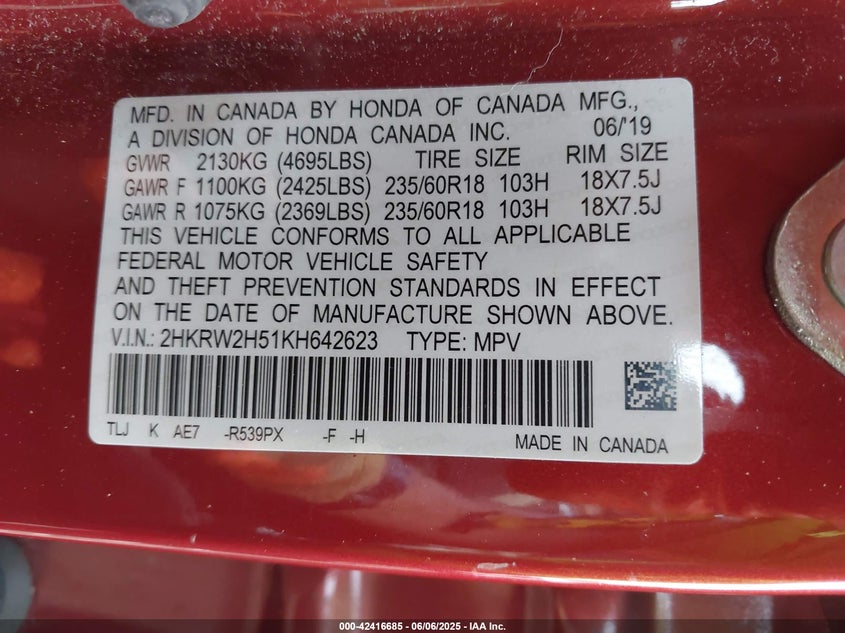 MFD. IN CANADA BY HONDA OF CANADA MFG.,
A DIVISION OF HONDA CANADA INC. 06/'19
GVWR 2130KG (4695LBS) TIRE SIZE RIM SIZE
GAWR F 1100KG (2425LBS) 235/60R18 103H 18X7.5J
GAWR R 1075KG (2369LBS) 235/60R18 103H 18X7.5J
THIS VEHICLE CONFORMS TO ALL APPLICABLE
FEDERAL MOTOR VEHICLE SAFETY
AND THEFT PREVENTION STANDARDS IN EFFECT
ON THE DATE OF MANUFACTURE SHOWN ABOVE.
V.I.N.: 2HKRW2H51KH642623 TYPE: MPV
TLJ K AE7 -R539PX -F -H MADE IN CANADA
000-42416685 - 06/06/2025 - IAA Inc.